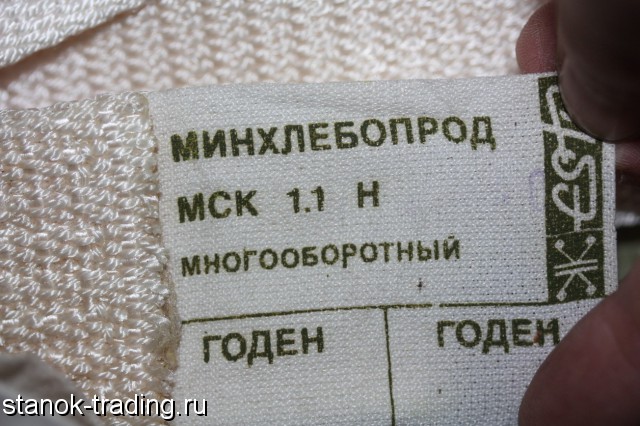 МИНХЛЕБОПРОД
МСК 1.1 Н
МНОГООБОРОТНЫЙ
ГОДЕН ГОДЕН
stanok-trading.ru